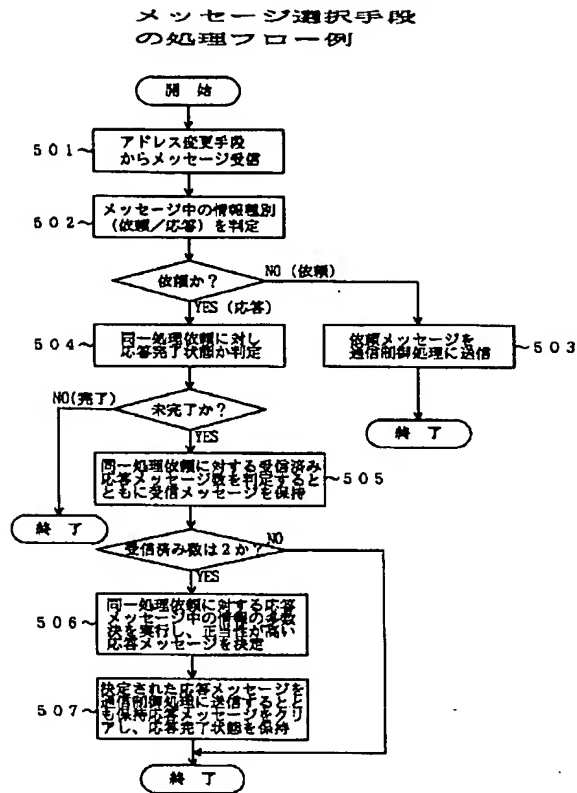 メッセージ選択手段
の処理フロー例
開 始
501~
アドレス変更手段
からメッセージ受信
502~
メッセージ中の情報種別
(依頼/応答)を判定
依頼か?
NO (依頼)
YES (応答)
504~
同一処理依頼に対し
応答完了状態か判定
依頼メッセージを
通信制御処理に送信
~503
NO(完了)
未完了か?
終 了
YES
同一処理依頼に対する受信済み
応答メッセージ数を判定すると
ともに受信メッセージを保持
~505
終 了
受信済み数は2か?
NO
YES
506~
同一処理依頼に対する応答
メッセージ中の情報の多数
決を実行し、正当性が高い
応答メッセージを決定
507~
決定された応答メッセージを
通信制御処理に送信するとと
も保持応答メッセージをクリ
アし、応答完了状態を保持
終 了